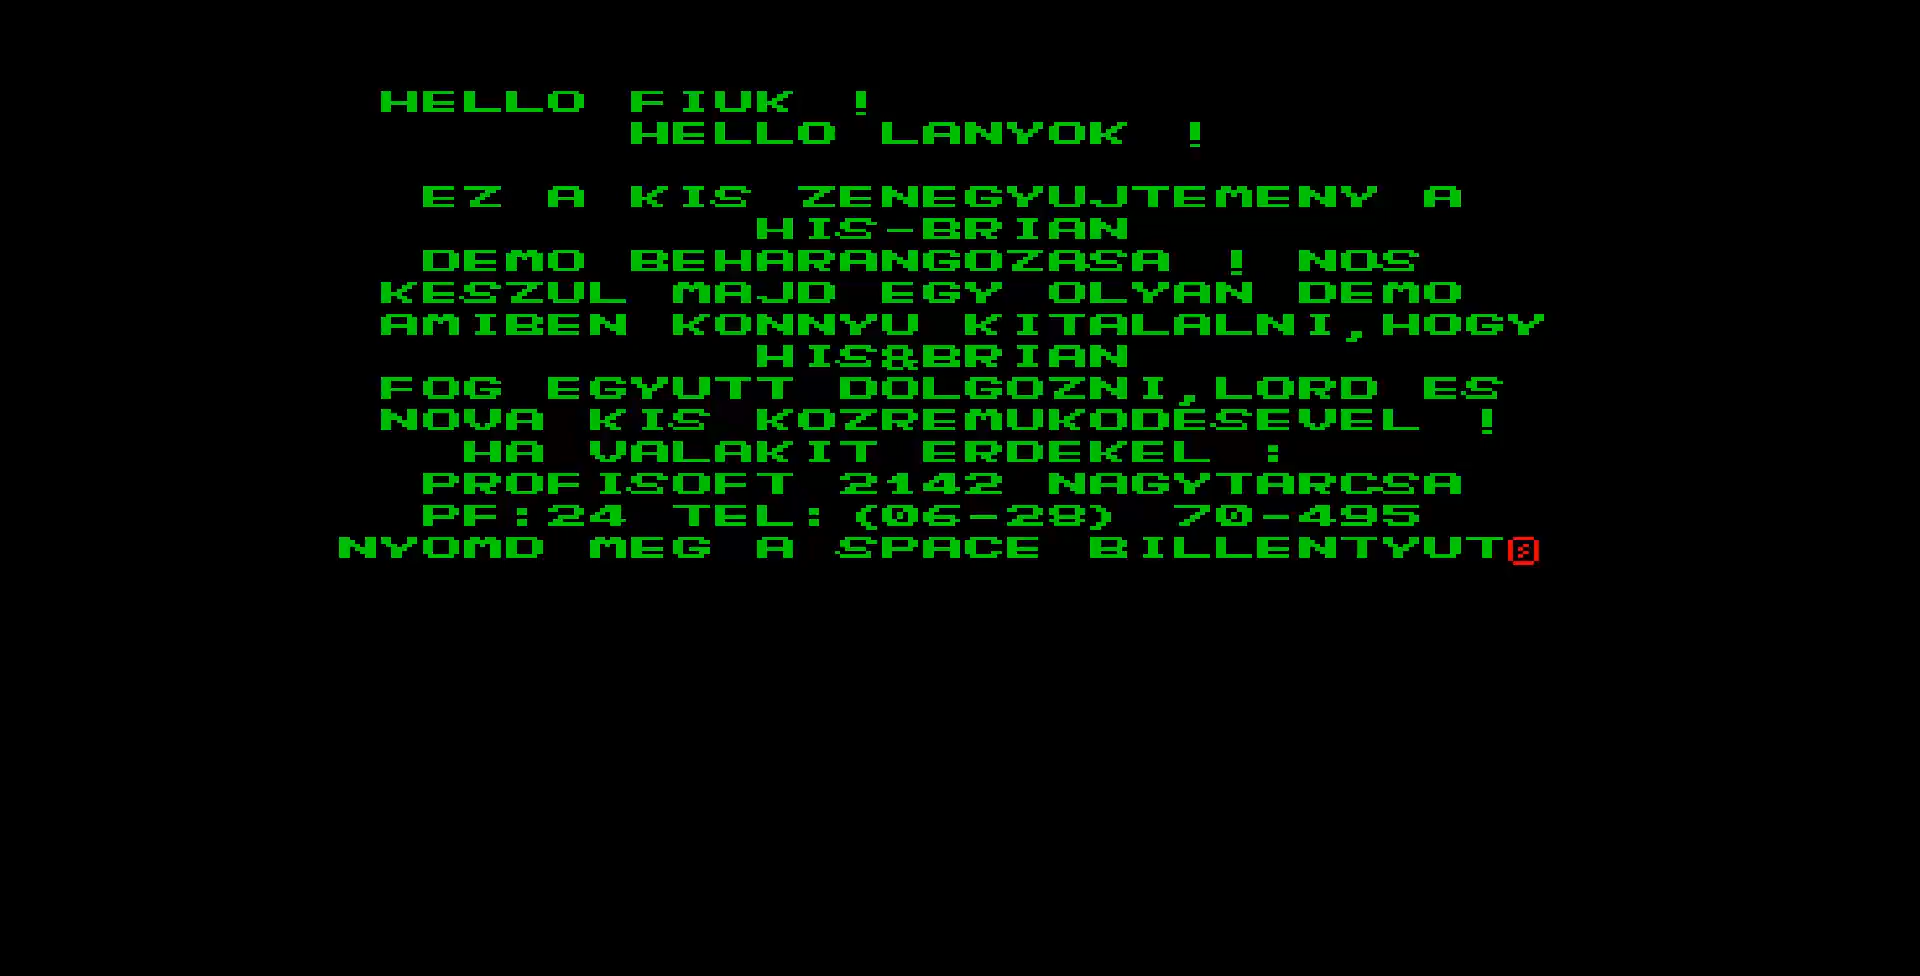 HELLO FIUK !
HELLO LANYOK !
EZ A KIS ZENEGYUJTEMENY A
HIS-BRIAN
DEMO BEHARANGOZASA ! NOS
KESZUL MAJD EGY OLYAN DEMO
AMIBEN KONNYU KITALALNI,HOGY
HIS&BRIAN
FOG EGYUTT DOLGOZNI,LORD ES
NOVA KIS KOZREMUKODESEVEL !
HA VALAKIT ERDEKEL :
PROFISOFT 2142 NAGYTARCSA
PF:24 TEL:(06-28) 70-495
NYOMD MEG A SPACE BILLENTYUT